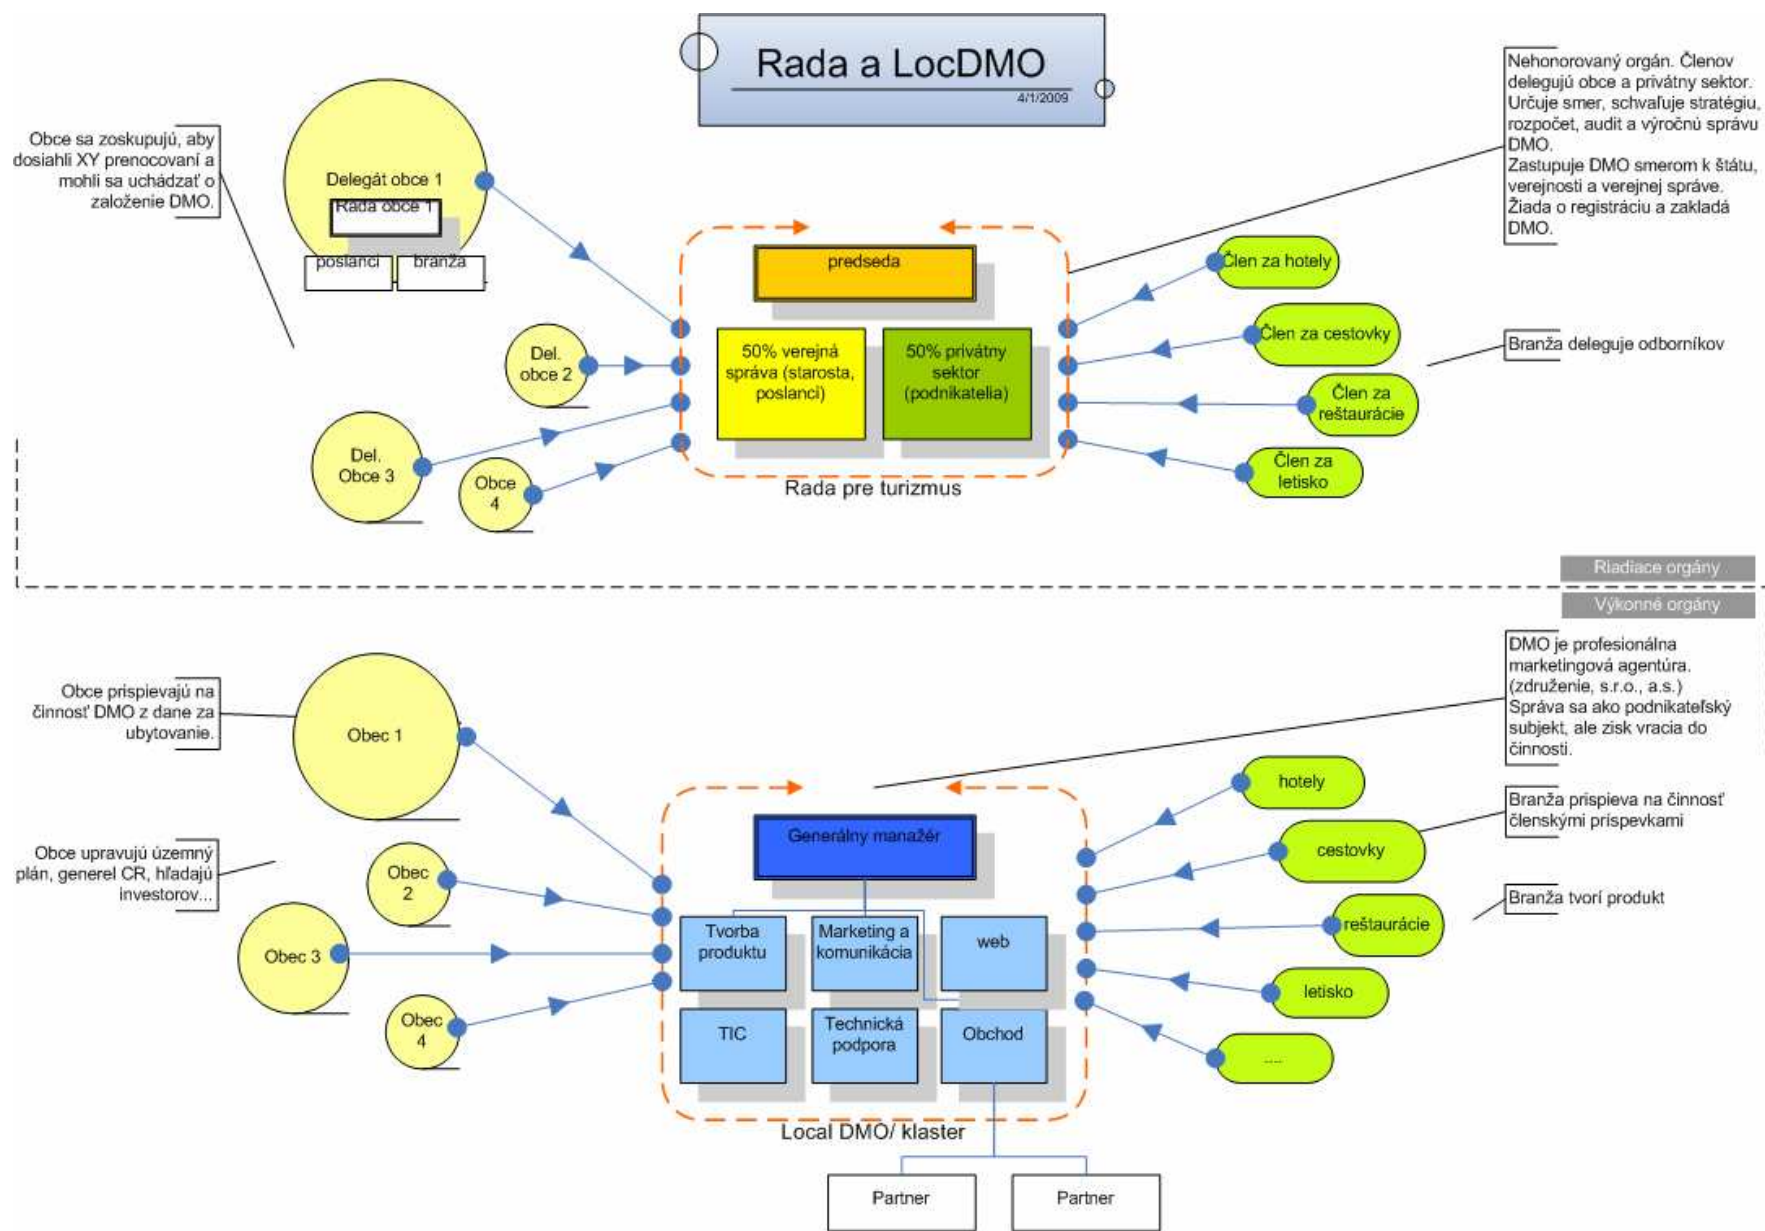 Rada a LocDMO
4/1/2009
Obce sa zoskupujú, aby
dosiahli XY prenocovaní a
mohli sa uchádzať o
založenie DMO.
Delegát obce 1
Rada obce 1
poslanci
branža
Nehonorovaný orgán. Členov
delegujú obce a privátny sektor.
Určuje smer, schvaľuje stratégiu,
rozpočet, audit a výročnú správu
DMO.
Zastupuje DMO smerom k štátu,
verejnosti a verejnej správe.
Žiada o registráciu a zakladá
DMO.
predseda
50% verejná
správa (starosta,
poslanci)
50% privátny
sektor
(podnikatelia)
Del.
obce 2
Del.
Obce 3
Obce
4
Člen za hotely
Člen za cestovky
Člen za
reštaurácie
Člen za
letisko
Branža deleguje odborníkov
Rada pre turizmus
Riadiace orgány
Výkonné orgány
Obce prispievajú na
činnosť DMO z dane za
ubytovanie.
Obec 1
DMO je profesionálna
marketingová agentúra.
(združenie, s.r.o., a.s.)
Správa sa ako podnikateľský
subjekt, ale zisk vracia do
činnosti.
Obce upravujú územný
plán, generel CR, hľadajú
investorov...
Obec
2
Obec 3
Obec
4
Generálny manažér
Tvorba
produktu
Marketing a
komunikácia
web
TIC
Technická
podpora
Obchod
hotely
cestovky
reštaurácie
letisko
....
Branža prispieva na činnosť
členskými príspevkami
Branža tvorí produkt
Local DMO/ klaster
Partner
Partner